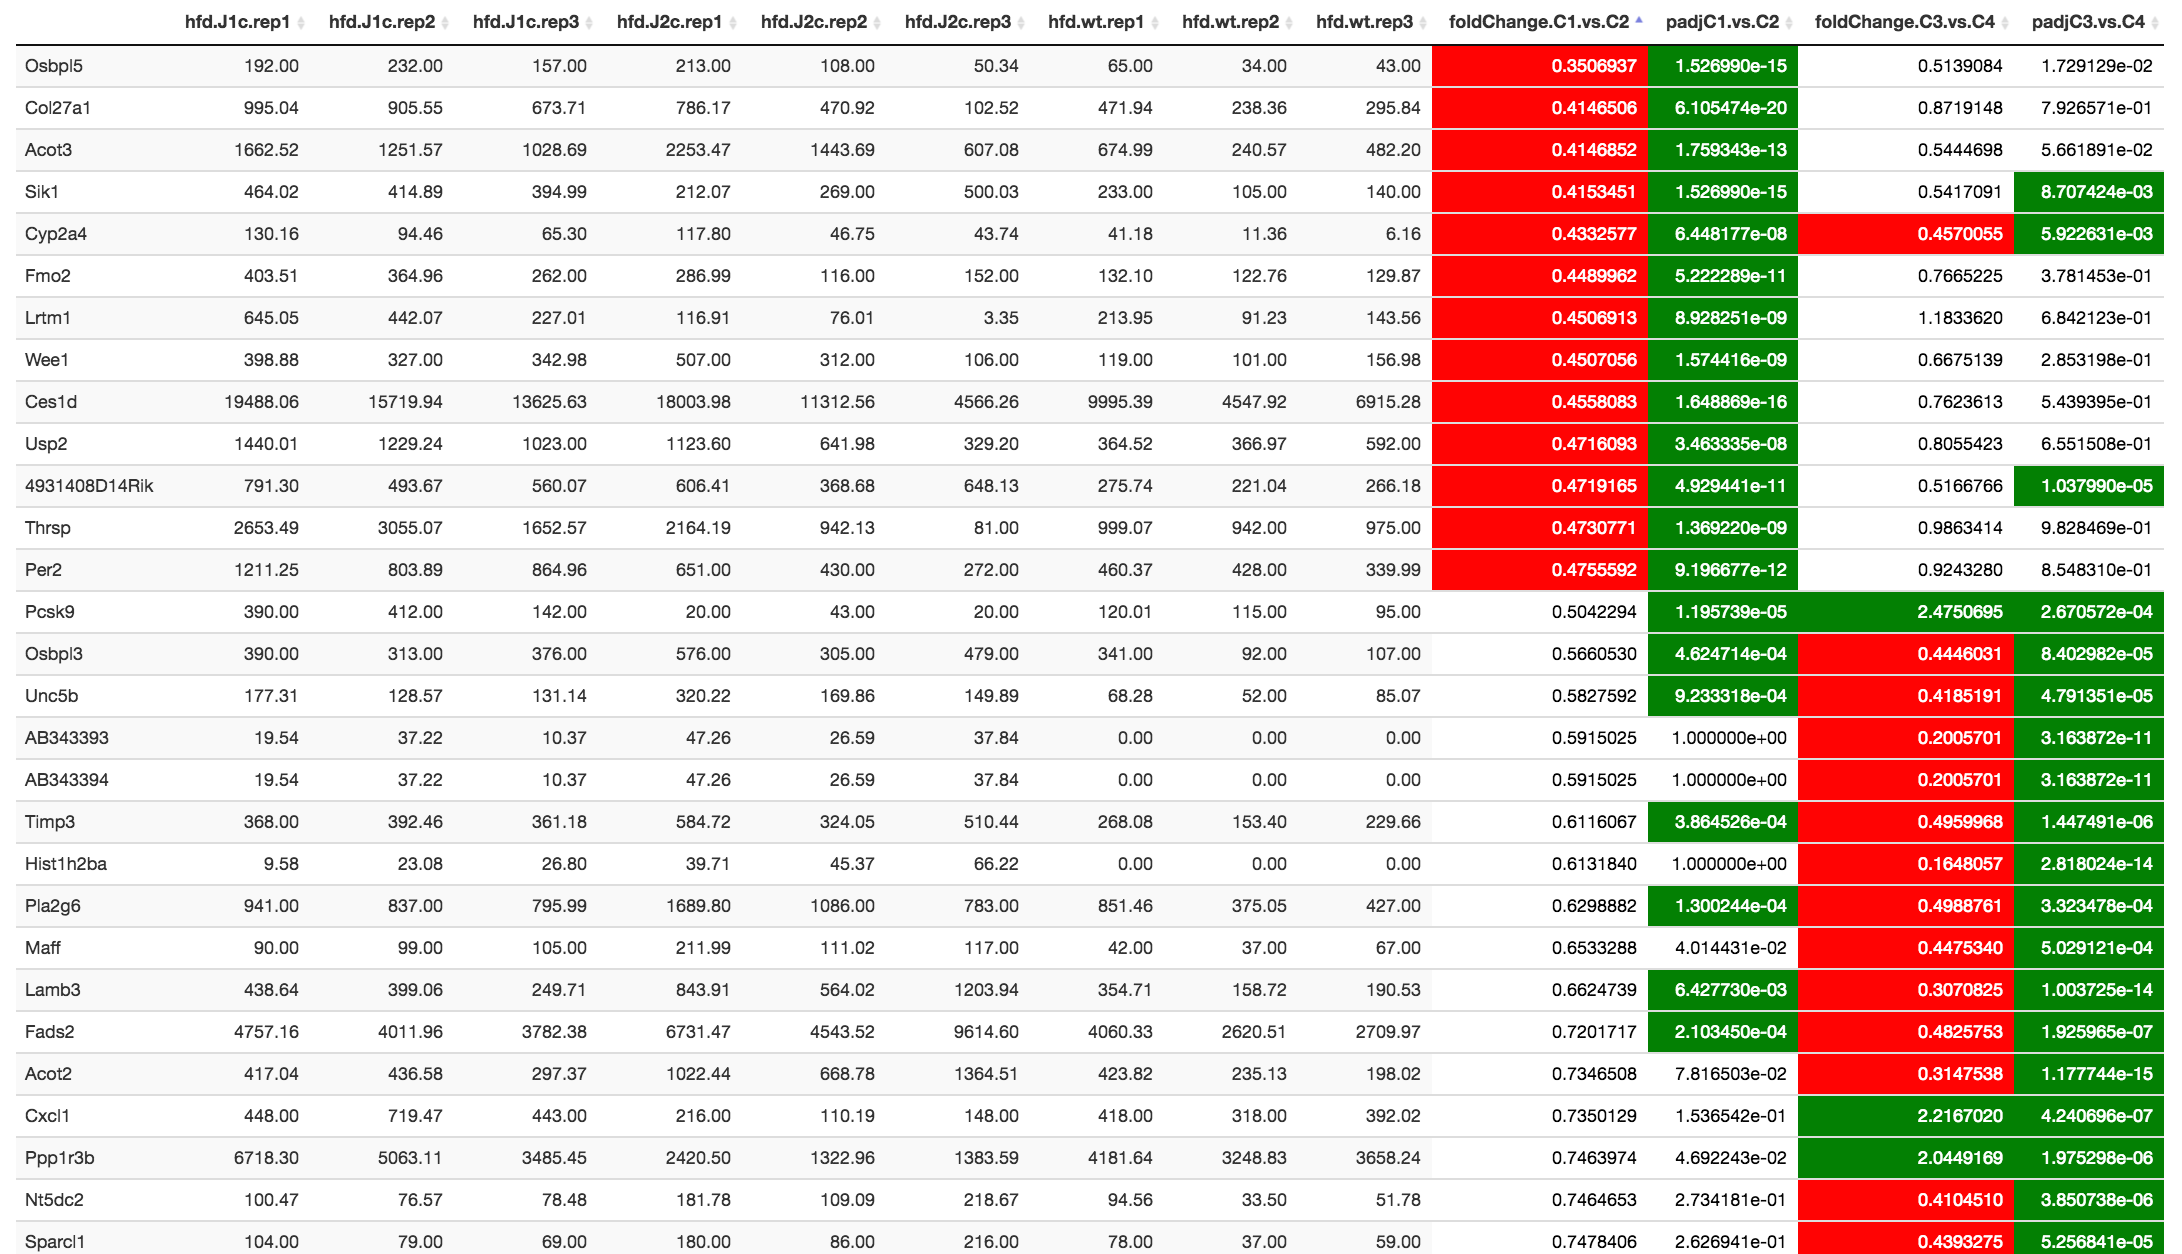 hfd.J1c.rep1 hfd.J1c.rep2 hfd.J1c.rep3 hfd.J2c.rep1 hfd.J2c.rep2 hfd.J2c.rep3 hfd.wt.rep1 hfd.wt.rep2 hfd.wt.rep3 foldChange.C1.vs.C2 padjC1.vs.C2 foldChange.C3.vs.C4 padjC3.vs.C4
Osbpl5 192.00 232.00 157.00 213.00 108.00 50.34 65.00 34.00 43.00 0.3506937 1.526990e-15 0.5139084 1.729129e-02
Col27a1 995.04 905.55 673.71 786.17 470.92 102.52 471.94 238.36 295.84 0.4146506 6.105474e-20 0.8719148 7.926571e-01
Acot3 1662.52 1251.57 1028.69 2253.47 1443.69 607.08 674.99 240.57 482.20 0.4146852 1.759343e-13 0.5444698 5.661891e-02
Sik1 464.02 414.89 394.99 212.07 269.00 500.03 233.00 105.00 140.00 0.4153451 1.526990e-15 0.5417091 8.707424e-03
Cyp2a4 130.16 94.46 65.30 117.80 46.75 43.74 41.18 11.36 6.16 0.4332577 6.448177e-08 0.4570055 5.922631e-03
Fmo2 403.51 364.96 262.00 286.99 116.00 152.00 132.10 122.76 129.87 0.4489962 5.222289e-11 0.7665225 3.781453e-01
Lrtm1 645.05 442.07 227.01 116.91 76.01 3.35 213.95 91.23 143.56 0.4506913 8.928251e-09 1.1833620 6.842123e-01
Wee1 398.88 327.00 342.98 507.00 312.00 106.00 119.00 101.00 156.98 0.4507056 1.574416e-09 0.6675139 2.853198e-01
Ces1d 19488.06 15719.94 13625.63 18003.98 11312.56 4566.26 9995.39 4547.92 6915.28 0.4558083 1.648869e-16 0.7623613 5.439395e-01
Usp2 1440.01 1229.24 1023.00 1123.60 641.98 329.20 364.52 366.97 592.00 0.4716093 3.463335e-08 0.8055423 6.551508e-01
4931408D14Rik 791.30 493.67 560.07 606.41 368.68 648.13 275.74 221.04 266.18 0.4719165 4.929441e-11 0.5166766 1.037990e-05
Thrsp 2653.49 3055.07 1652.57 2164.19 942.13 81.00 999.07 942.00 975.00 0.4730771 1.369220e-09 0.9863414 9.828469e-01
Per2 1211.25 803.89 864.96 651.00 430.00 272.00 460.37 428.00 339.99 0.4755592 9.196677e-12 0.9243280 8.548310e-01
Pcsk9 390.00 412.00 142.00 20.00 43.00 20.00 120.01 115.00 95.00 0.5042294 1.195739e-05 2.4750695 2.670572e-04
Osbpl3 390.00 313.00 376.00 576.00 305.00 479.00 341.00 92.00 107.00 0.5660530 4.624714e-04 0.4446031 8.402982e-05
Unc5b 177.31 128.57 131.14 320.22 169.86 149.89 68.28 52.00 85.07 0.5827592 9.233318e-04 0.4185191 4.791351e-05
AB343393 19.54 37.22 10.37 47.26 26.59 37.84 0.00 0.00 0.00 0.5915025 1.000000e+00 0.2005701 3.163872e-11
AB343394 19.54 37.22 10.37 47.26 26.59 37.84 0.00 0.00 0.00 0.5915025 1.000000e+00 0.2005701 3.163872e-11
Timp3 368.00 392.46 361.18 584.72 324.05 510.44 268.08 153.40 229.66 0.6116067 3.864526e-04 0.4959968 1.447491e-06
Hist1h2ba 9.58 23.08 26.80 39.71 45.37 66.22 0.00 0.00 0.00 0.6131840 1.000000e+00 0.1648057 2.818024e-14
Pla2g6 941.00 837.00 795.99 1689.80 1086.00 783.00 851.46 375.05 427.00 0.6298882 1.300244e-04 0.4988761 3.323478e-04
Maff 90.00 99.00 105.00 211.99 111.02 117.00 42.00 37.00 67.00 0.6533288 4.014431e-02 0.4475340 5.029121e-04
Lamb3 438.64 399.06 249.71 843.91 564.02 1203.94 354.71 158.72 190.53 0.6624739 6.427730e-03 0.3070825 1.003725e-14
Fads2 4757.16 4011.96 3782.38 6731.47 4543.52 9614.60 4060.33 2620.51 2709.97 0.7201717 2.103450e-04 0.4825753 1.925965e-07
Acot2 417.04 436.58 297.37 1022.44 668.78 1364.51 423.82 235.13 198.02 0.7346508 7.816503e-02 0.3147538 1.177744e-15
Cxcl1 448.00 719.47 443.00 216.00 110.19 148.00 418.00 318.00 392.02 0.7350129 1.536542e-01 2.2167020 4.240696e-07
Ppp1r3b 6718.30 5063.11 3485.45 2420.50 1322.96 1383.59 4181.64 3248.83 3658.24 0.7463974 4.692243e-02 2.0449169 1.975298e-06
Nt5dc2 100.47 76.57 78.48 181.78 109.09 218.67 94.56 33.50 51.78 0.7464653 2.734181e-01 0.4104510 3.850738e-06
Sparcl1 104.00 79.00 69.00 180.00 86.00 216.00 78.00 37.00 59.00 0.7478406 2.626941e-01 0.4393275 5.256841e-05